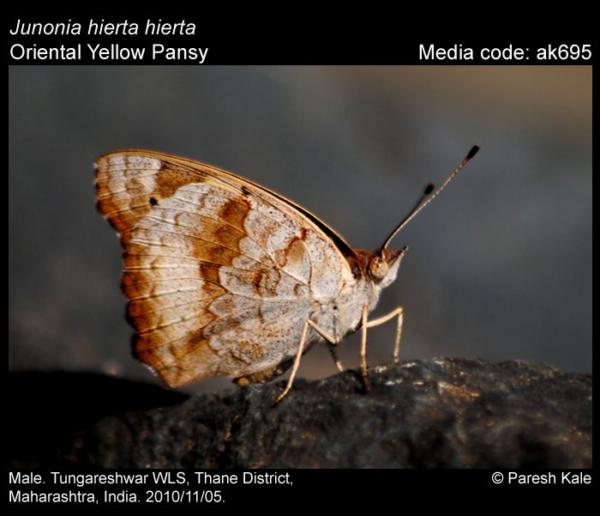 Junonia hierta hierta
Oriental Yellow Pansy
Media code: ak695
Male. Tungareshwar WLS, Thane District,
Maharashtra, India. 2010/11/05.
© Paresh Kale